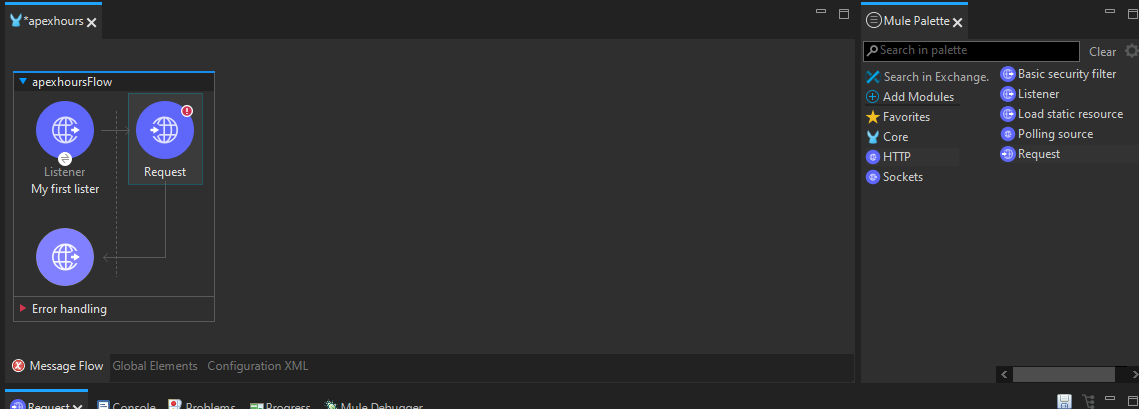 *apexhours
Mule Palette
Search in palette
Clear
apexhoursFlow
Listener
My first lister
Request
Error handling
Search in Exchange.
Add Modules
Favorites
Core
HTTP
Sockets
Basic security filter
Listener
Load static resource
Polling source
Request
Message Flow
Global Elements
Configuration XML
Request
Console
Problems
Progress
Mule Debugger